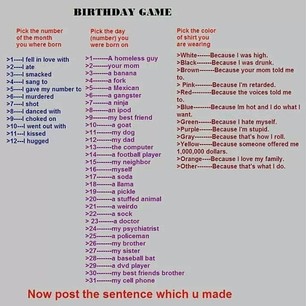 BIRTHDAY GAME
Pick the number
of the month
you where born
1----I fell in love with
>2---I ate
>3---I smacked
>4---I sang to
>5---I gave my number to
>6---I murdered
>7---I shot
>8---I danced with
>9---I choked on
>10---I went out with
>11---I kissed
>12---I hugged
Pick the day
(number) you
were born on
>1-------A homeless guy
>2-------your mom
>3-------a banana
>4-------a fork
>5-------a Mexican
>6-------a gangster
>7-------a ninja
>8-------an ipod
>9-------my best friend
>10-------a goat
>11-------my dog
>12-------my dad
>13-------the computer
>14-------a football player
>15-------my neighbor
>16-------myself
>17-------a soda
>18-------a llama
>19-------a pickle
>20-------a stuffed animal
>21-------a weirdo
>22-------a sock
> 23-------a doctor
>24-------my psychiatrist
>25-------a policeman
>26-------my brother
>27-------my sister
>28-------a baseball bat
>29-------a dvd player
>30-------my best friends brother
>31-------my cell phone
Pick the color
of shirt you
are wearing
>White-------Because I was high.
>Black-------Because I was drunk.
>Brown-------Because your mom told me
to.
> Pink-------Because I'm retarded.
>Red-------Because the voices told me
to.
>Blue-------Because Im hot and I do what I
want.
>Green-----Because I hate myself.
>Purple-----Because I'm stupid.
>Gray-------Because that's how I roll.
>Yellow-----Because someone offered me
1,000,000 dollars.
>Orange----Because I love my family.
>Other-------Because that's what I do.
Now post the sentence which u made